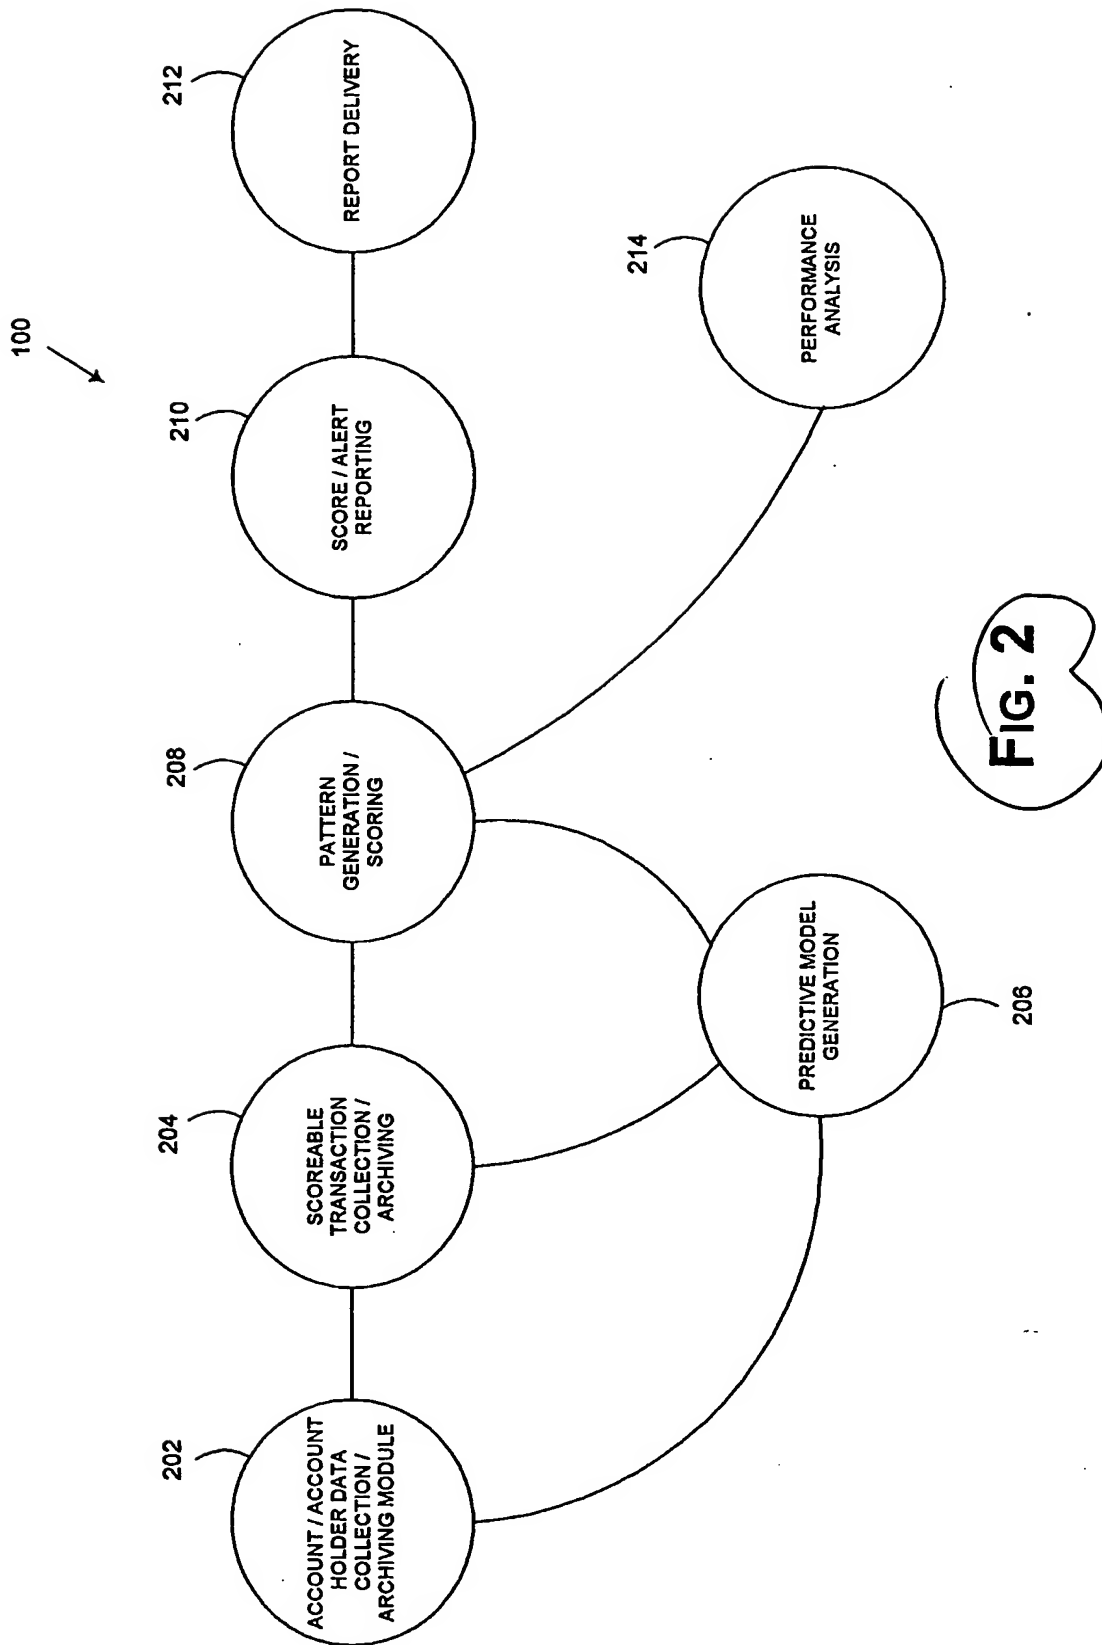 100
202
ACCOUNT / ACCOUNT
HOLDER DATA
COLLECTION /
ARCHIVING MODULE
204
SCOREABLE
TRANSACTION
COLLECTION /
ARCHIVING
208
PATTERN
GENERATION /
SCORING
210
SCORE / ALERT
REPORTING
212
REPORT DELIVERY
206
PREDICTIVE MODEL
GENERATION
214
PERFORMANCE
ANALYSIS
FIG. 2